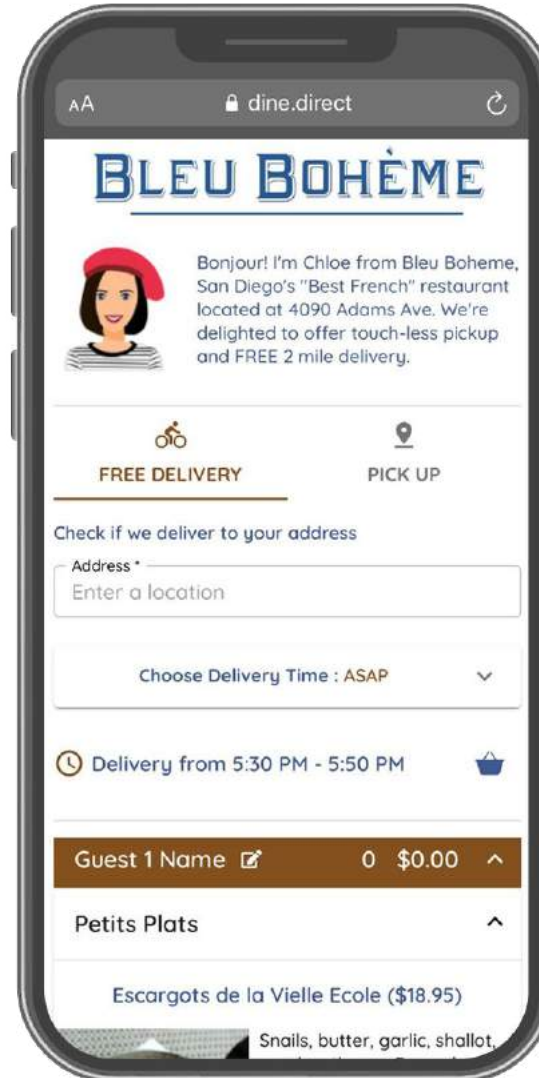 AA dine.direct
BLEU BOHÈME
Bonjour! I'm Chloe from Bleu Boheme,
San Diego's "Best French" restaurant
located at 4090 Adams Ave. We're
delighted to offer touch-less pickup
and FREE 2 mile delivery.
FREE DELIVERY
PICK UP
Check if we deliver to your address
Address *
Enter a location
Choose Delivery Time : ASAP
Delivery from 5:30 PM - 5:50 PM
Guest 1 Name 0 $0.00
Petits Plats
Escargots de la Vielle Ecole ($18.95)
Snails, butter, garlic, shallot,